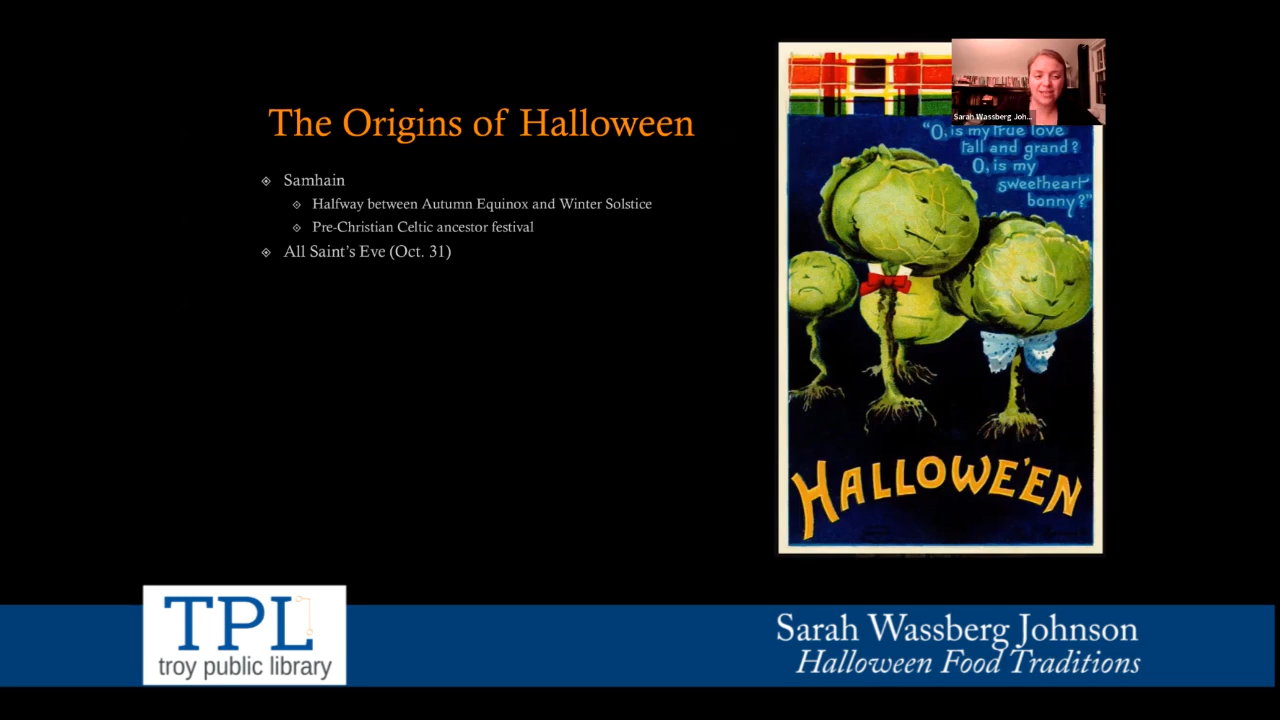 The Origins of Halloween
Samhain
Halfway between Autumn Equinox and Winter Solstice
Pre-Christian Celtic ancestor festival
All Saint's Eve (Oct. 31)
Sarah Wassberg Joh...
"O, is my true love
tall and grand?
O, is my
sweetheart
bonny?"
HALLOWE'EN
TPL
troy public library
Sarah Wassberg Johnson
Halloween Food Traditions